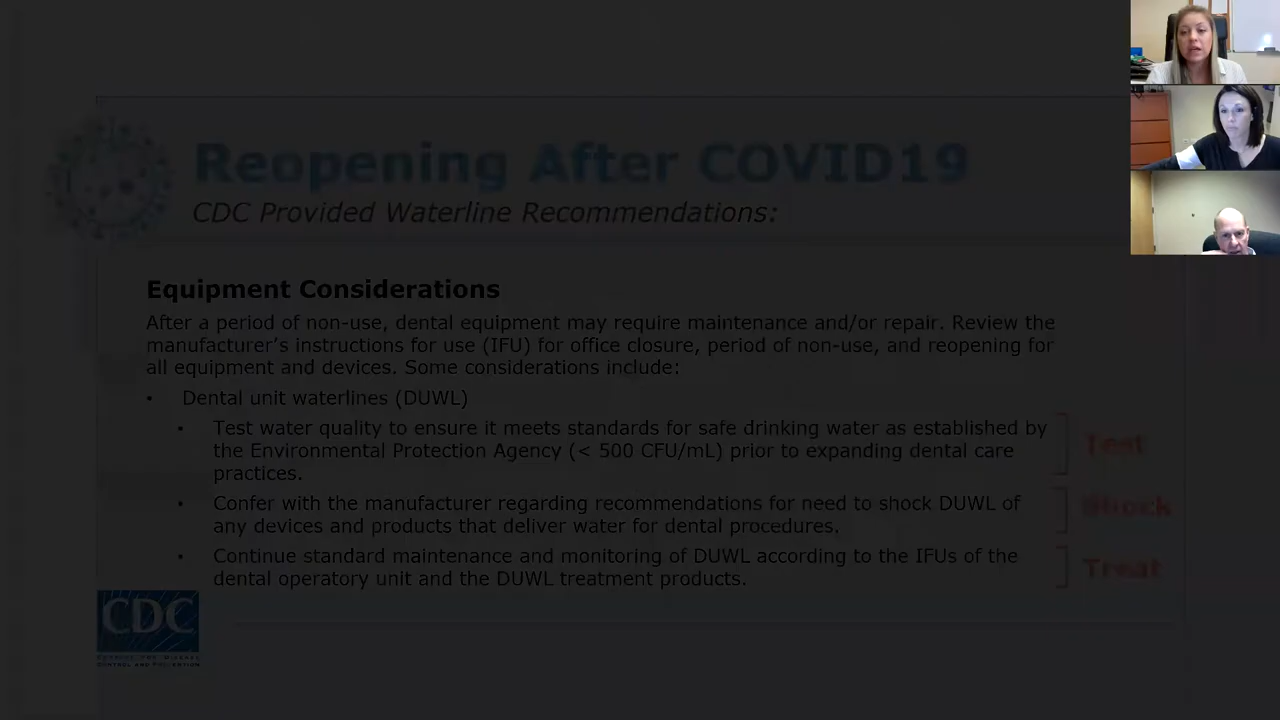 Reopening After COVID19
CDC Provided Waterline Recommendations:
Equipment Considerations
After a period of non-use, dental equipment may require maintenance and/or repair. Review the
manufacturer's instructions for use (IFU) for office closure, period of non-use, and reopening for
all equipment and devices. Some considerations include:
• Dental unit waterlines (DUWL)
• Test water quality to ensure it meets standards for safe drinking water as established by
the Environmental Protection Agency (< 500 CFU/mL) prior to expanding dental care
practices.
Test
• Confer with the manufacturer regarding recommendations for need to shock DUWL of
any devices and products that deliver water for dental procedures.
Shock
• Continue standard maintenance and monitoring of DUWL according to the IFUs of the
dental operatory unit and the DUWL treatment products.
Treat
CDC
CENTERS FOR DISEASE
CONTROL AND PREVENTION